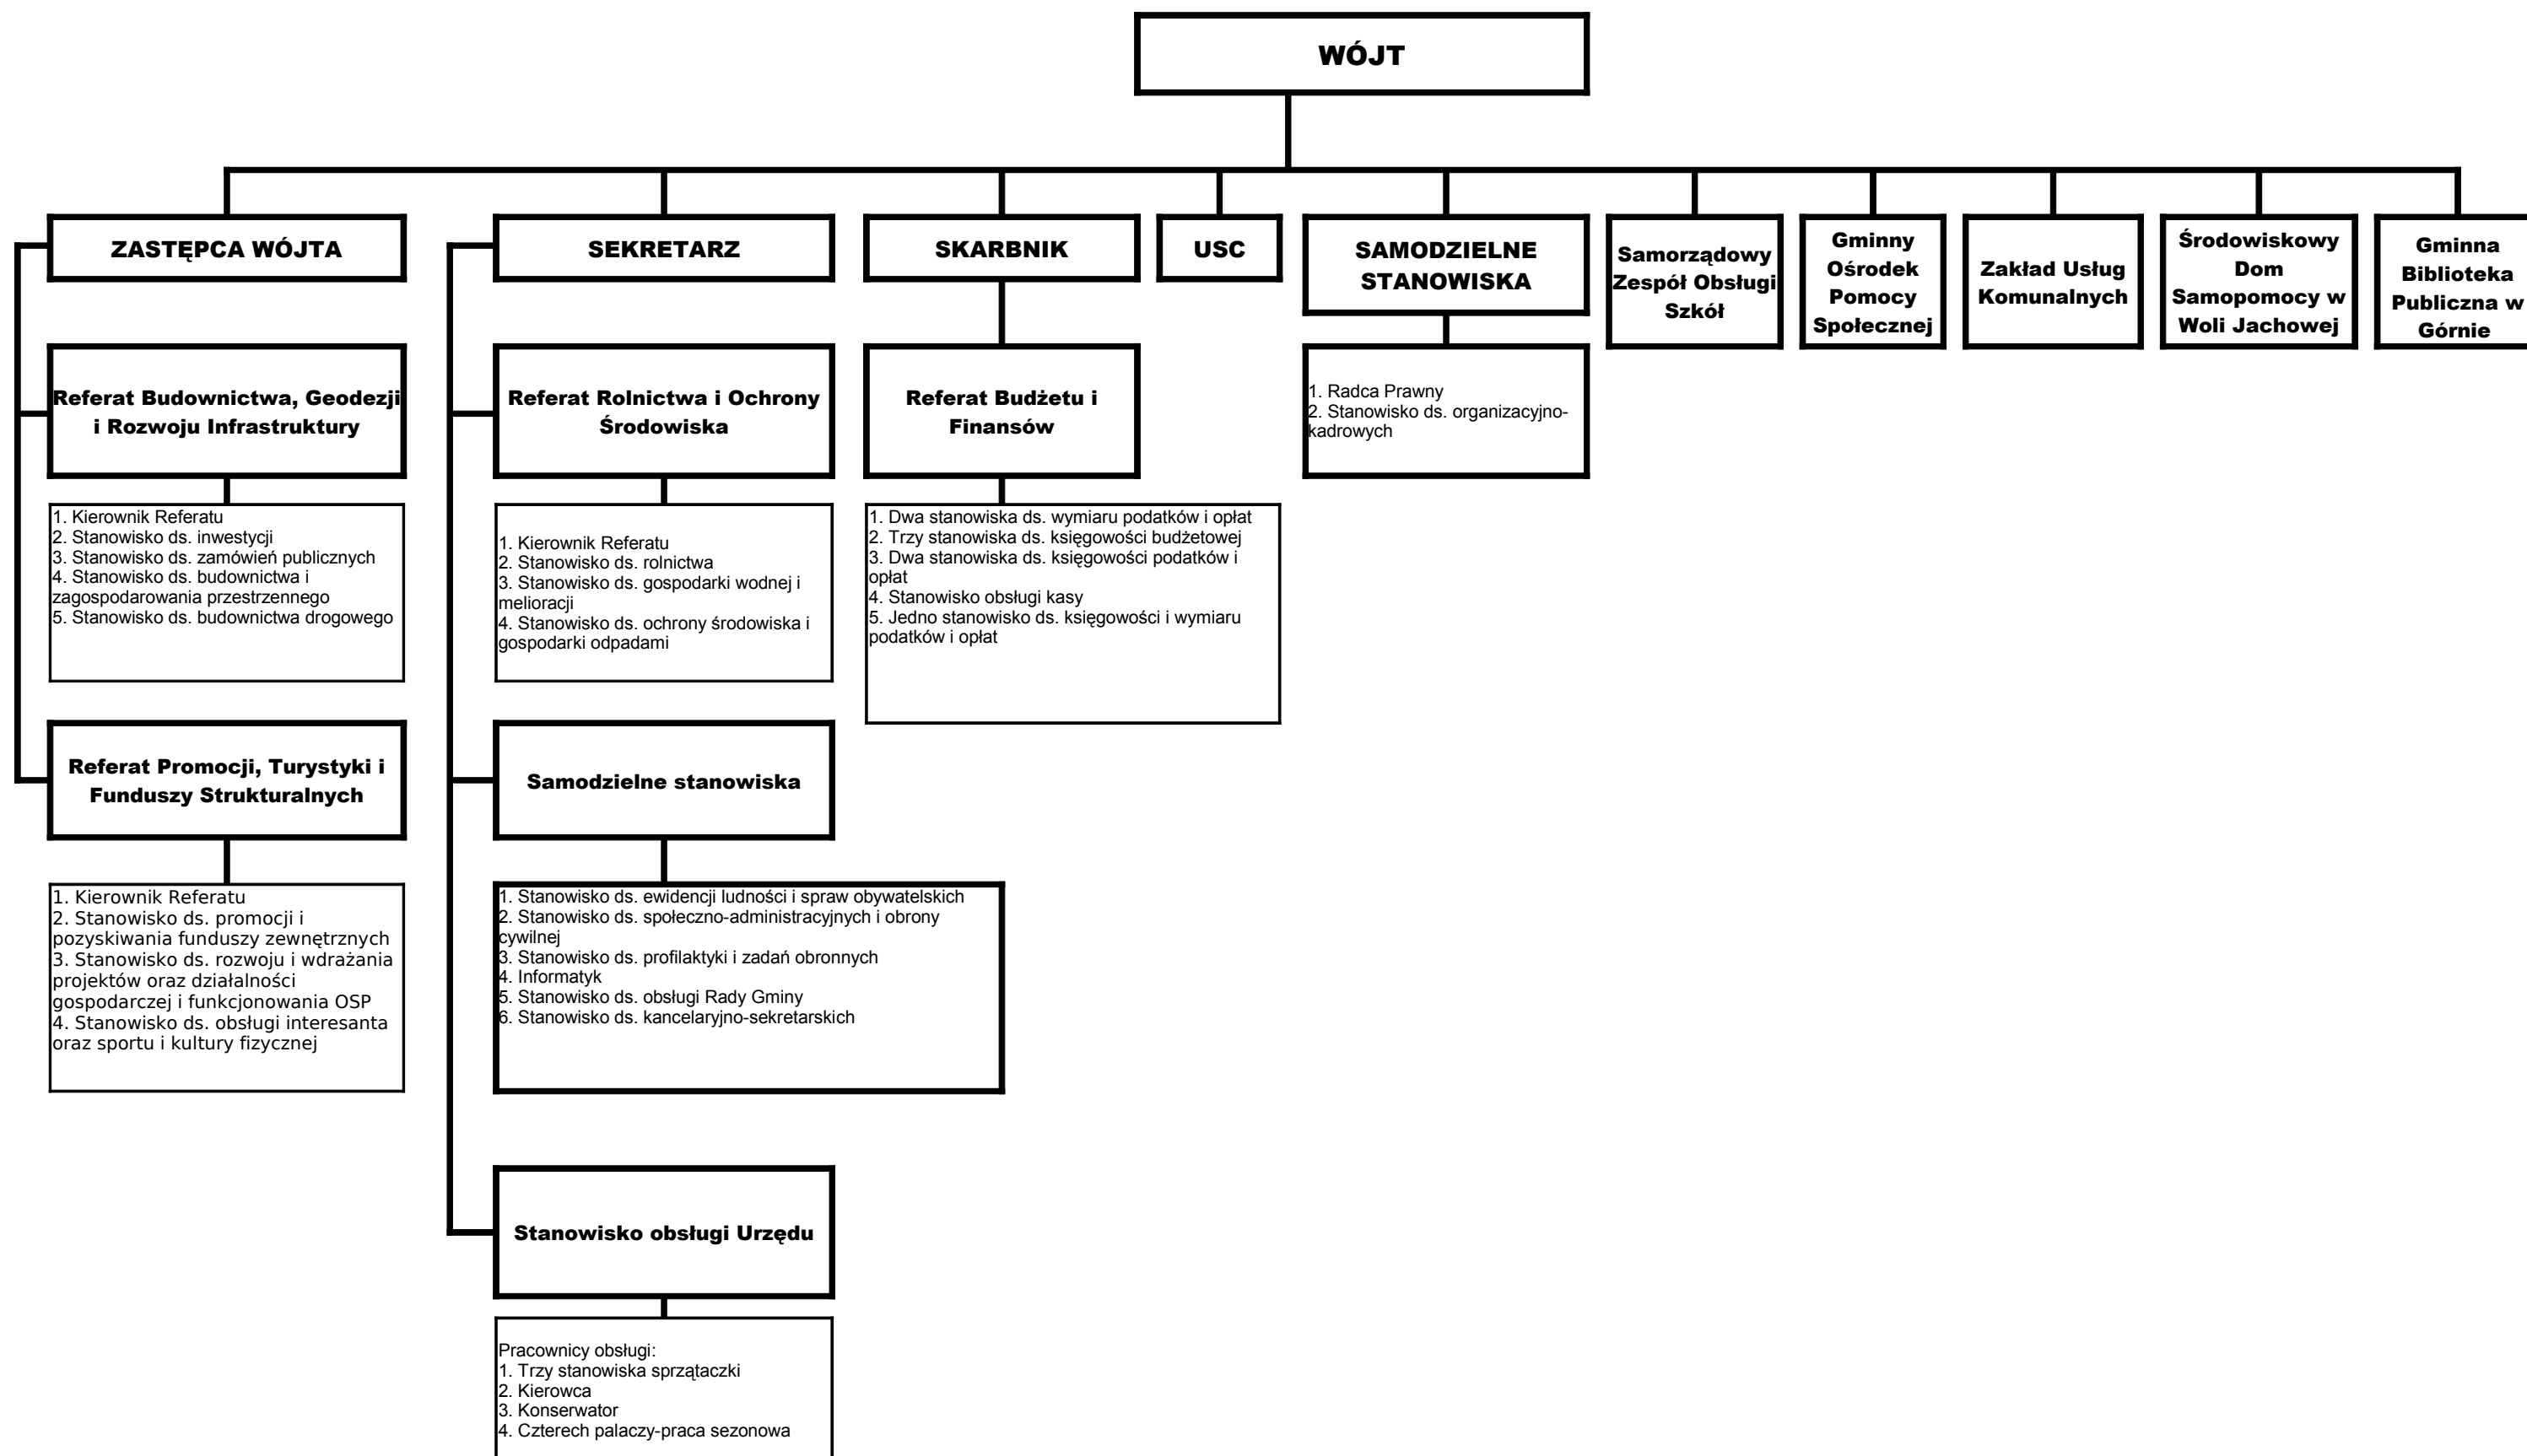 WÓJT
ZASTĘPCA WÓJTA
SEKRETARZ
SKARBNIK
USC
SAMODZIELNE
STANOWISKA
Samorządowy
Zespół Obsługi
Szkół
Gminny
Ośrodek
Pomocy
Społecznej
Zakład Usług
Komunalnych
Środowiskowy
Dom
Samopomocy w
Woli Jachowej
Gminna
Biblioteka
Publiczna w
Górnie
Referat Budownictwa, Geodezji
i Rozwoju Infrastruktury
Referat Rolnictwa i Ochrony
Środowiska
Referat Budżetu i
Finansów
1. Radca Prawny
2. Stanowisko ds. organizacyjno-
kadrowych
1. Kierownik Referatu
2. Stanowisko ds. inwestycji
3. Stanowisko ds. zamówień publicznych
4. Stanowisko ds. budownictwa i
zagospodarowania przestrzennego
5. Stanowisko ds. budownictwa drogowego
1. Kierownik Referatu
2. Stanowisko ds. rolnictwa
3. Stanowisko ds. gospodarki wodnej i
melioracji
4. Stanowisko ds. ochrony środowiska i
gospodarki odpadami
1. Dwa stanowiska ds. wymiaru podatków i opłat
2. Trzy stanowiska ds. księgowości budżetowej
3. Dwa stanowiska ds. księgowości podatków i
opłat
4. Stanowisko obsługi kasy
5. Jedno stanowisko ds. księgowości i wymiaru
podatków i opłat
Referat Promocji, Turystyki i
Funduszy Strukturalnych
Samodzielne stanowiska
1. Kierownik Referatu
2. Stanowisko ds. promocji i
pozyskiwania funduszy zewnętrznych
3. Stanowisko ds. rozwoju i wdrażania
projektów oraz działalności
gospodarczej i funkcjonowania OSP
4. Stanowisko ds. obsługi interesanta
oraz sportu i kultury fizycznej
1. Stanowisko ds. ewidencji ludności i spraw obywatelskich
2. Stanowisko ds. społeczno-administracyjnych i obrony
cywilnej
3. Stanowisko ds. profilaktyki i zadań obronnych
4. Informatyk
5. Stanowisko ds. obsługi Rady Gminy
6. Stanowisko ds. kancelaryjno-sekretarskich
Stanowisko obsługi Urzędu
Pracownicy obsługi:
1. Trzy stanowiska sprzątaczki
2. Kierowca
3. Konserwator
4. Czterech palaczy-praca sezonowa